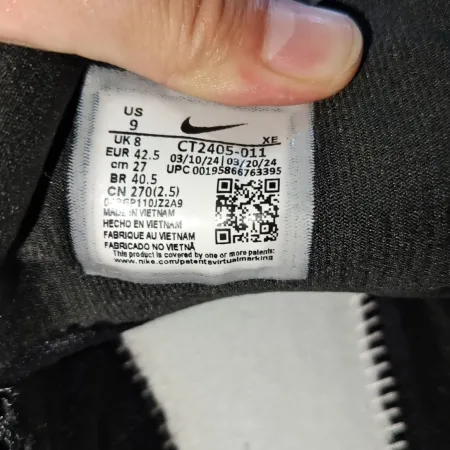 US
9
XE
UK 8 CT2405-011
EUR 42.5 03/10/24 | 03/20/24
cm 27 UPC 00195866763395
BR 40.5
CN 270(2.5)
MADE IN VIETNAM
HECHO EN VIETNAM
FABRIQUE AU VIETNAM
FABRICADO NO VIETNÃ
This product is covered by one or more patents:
www.nike.com/patentsvirtualmarking